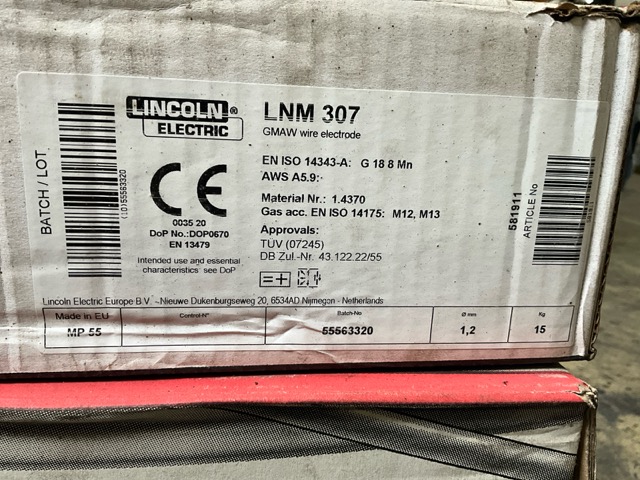 BATCH / LOT
(10)55563320
LINCOLN®
ELECTRIC
LNM 307
GMAW wire electrode
EN ISO 14343-A: G 18 8 Mn
AWS A5.9:-
Material Nr.: 1.4370
Gas acc. EN ISO 14175: M12, M13
Approvals:
TÜV (07245)
DB Zul.-Nr. 43.122.22/55
CE
0035 20
DoP No.:DOP0670
EN 13479
Intended use and essential
characteristics see DoP
581911
ARTICLE No
Lincoln Electric Europe B.V. -Nieuwe Dukenburgseweg 20, 6534AD Nijmegen - Netherlands
Made in EU
MP 55
Control-N°
Batch-No
55563320
Ø mm
1,2
Kg
15